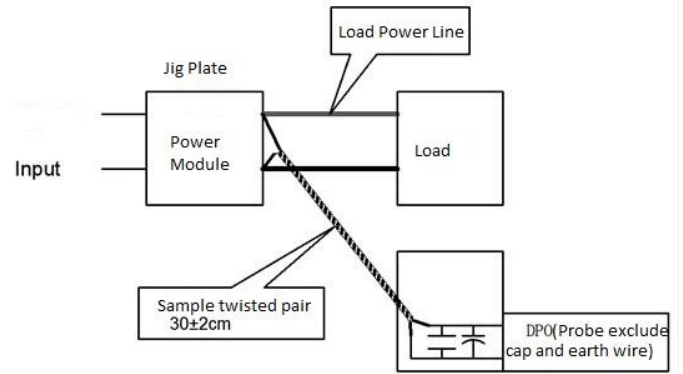 Load Power Line
Jig Plate
Power
Module
Load
Input
Sample twisted pair
30±2cm
DPO(Probe exclude
cap and earth wire)